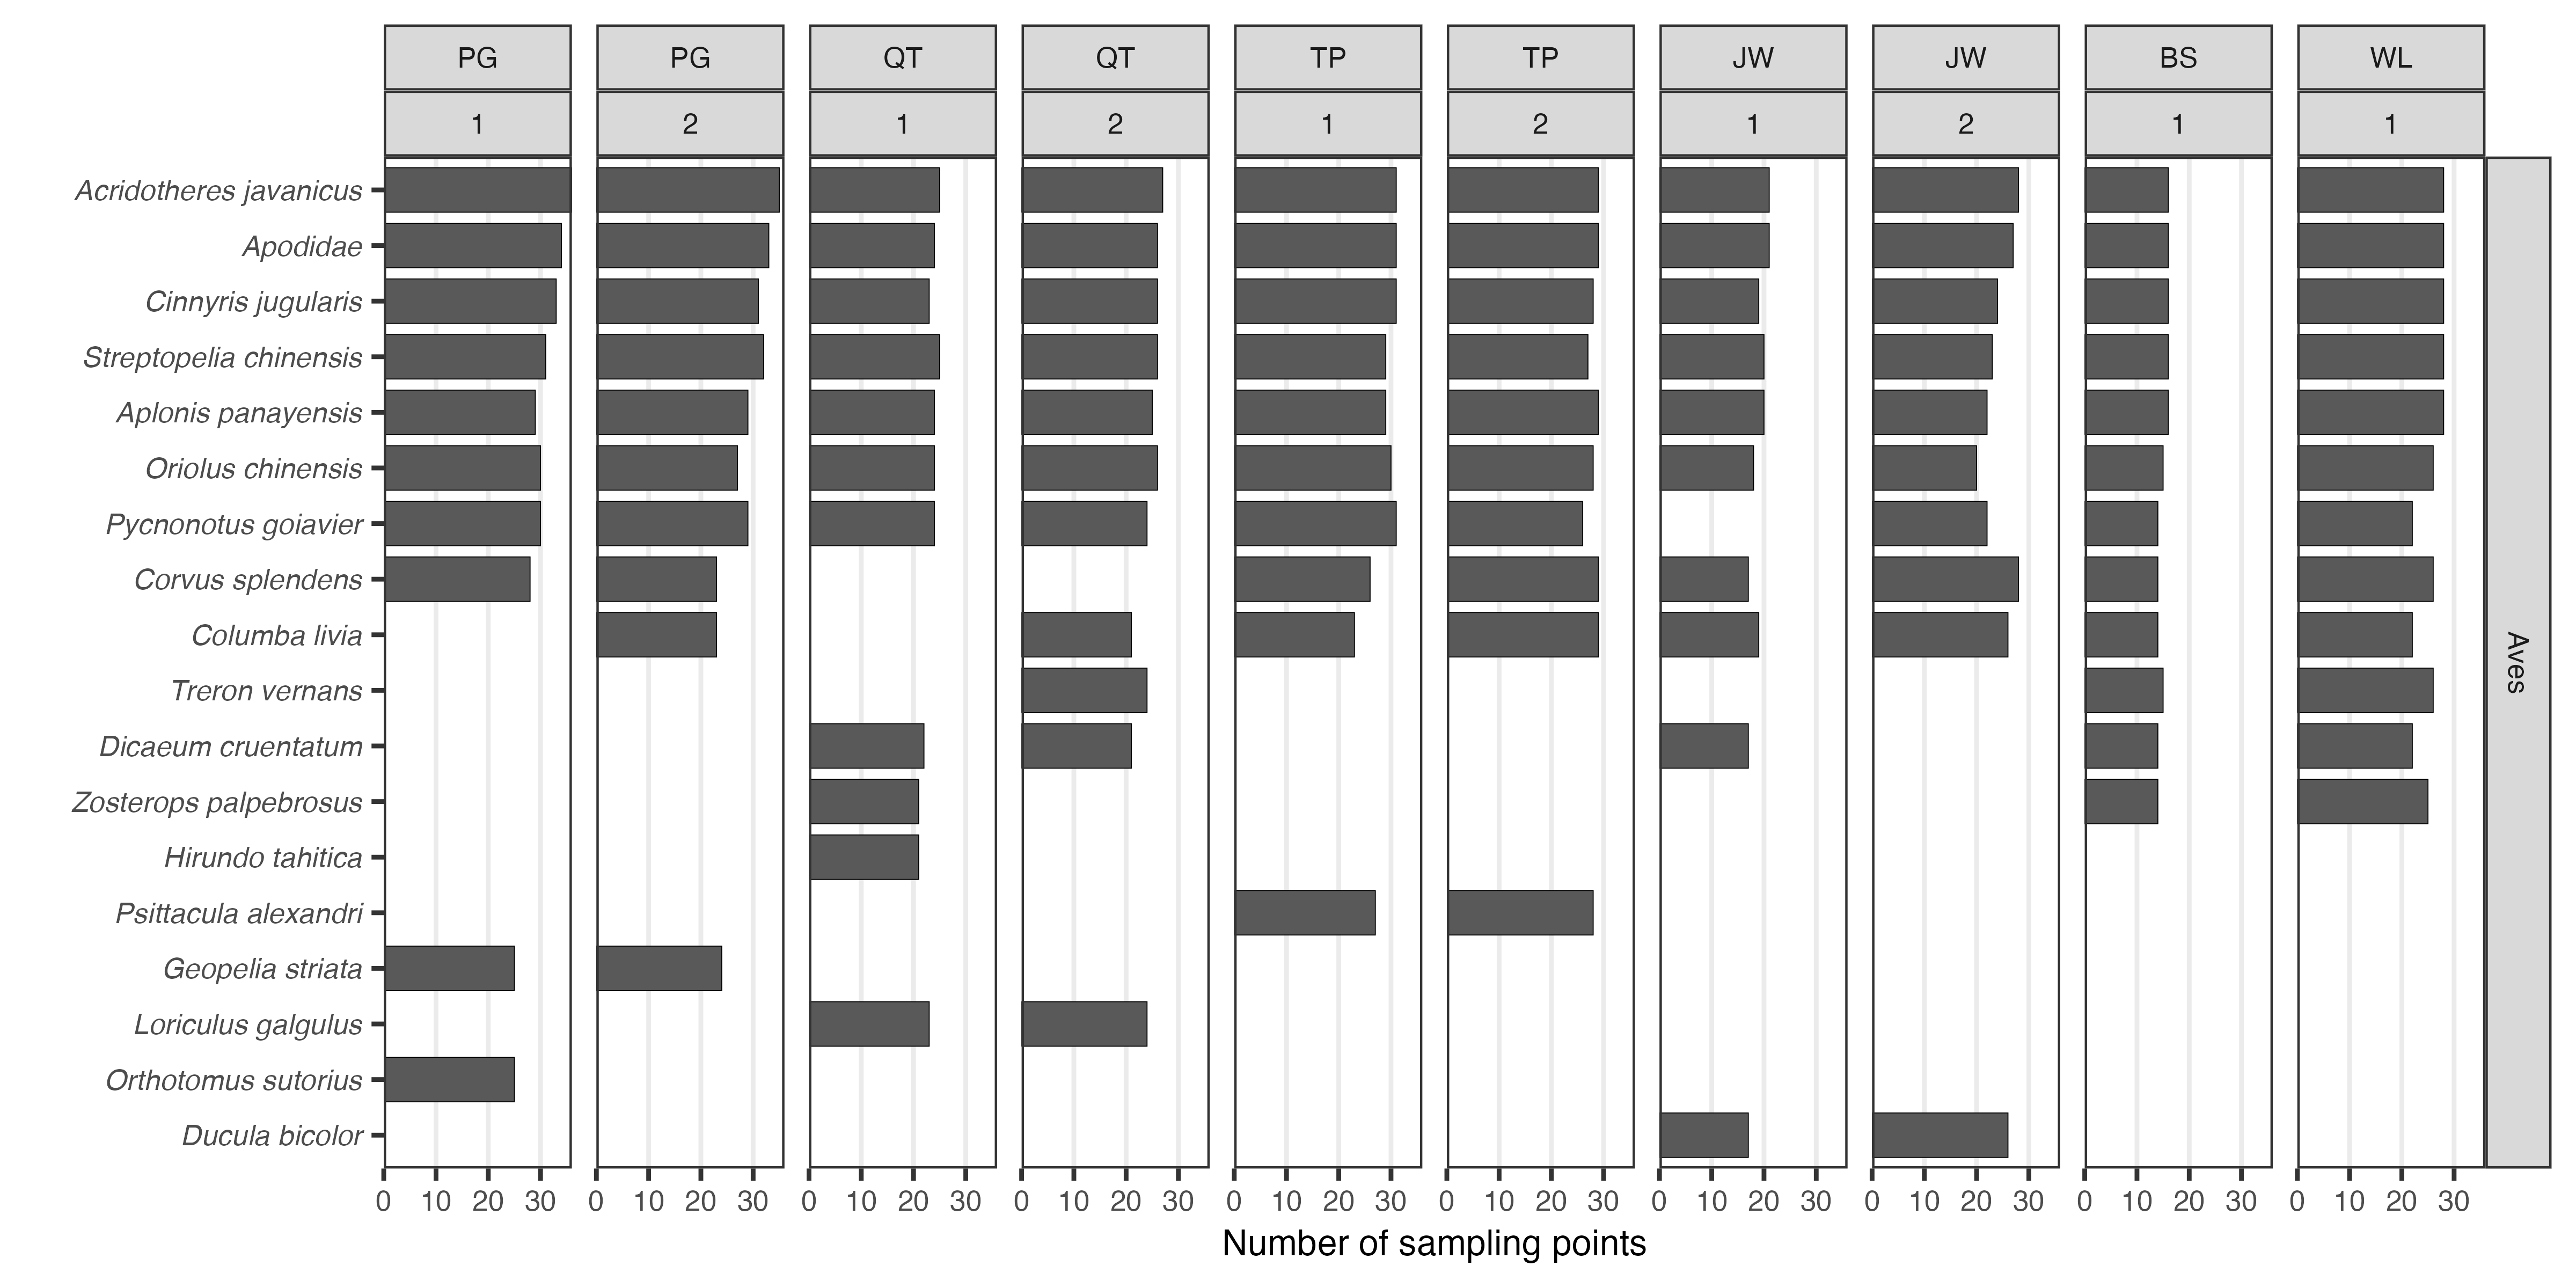 PG PG QT QT TP TP JW JW BS WL
1 2 1 2 1 2 1 2 1 1
Acridotheres javanicus
Apodidae
Cinnyris jugularis
Streptopelia chinensis
Aplonis panayensis
Oriolus chinensis
Pycnonotus goiavier
Corvus splendens
Columba livia
Treron vernans
Dicaeum cruentatum
Zosterops palpebrosus
Hirundo tahitica
Psittacula alexandri
Geopelia striata
Loriculus galgulus
Orthotomus sutorius
Ducula bicolor
Aves
0 10 20 30 0 10 20 30 0 10 20 30 0 10 20 30 0 10 20 30 0 10 20 30 0 10 20 30 0 10 20 30 0 10 20 30 0 10 20 30
Number of sampling points